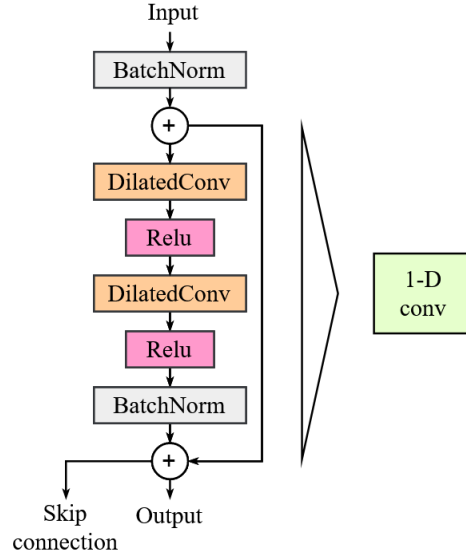 Input
BatchNorm
+
DilatedConv
Relu
DilatedConv
Relu
BatchNorm
+
Skip
connection
Output
1-D
conv